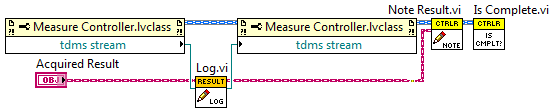 Note Result.vi Is Complete.vi
Measure Controller.lvclass Measure Controller.lvclass CTRLR CTRLR
tdms stream tdms stream NOTE IS CMPLT?
Acquired Result Log.vi
OBJ RESULT
LOG